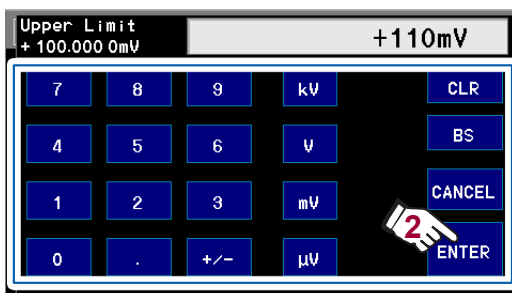 Upper Limit
+ 100.000 0mV
+110mV
7 8 9 kV CLR
4 5 6 V BS
1 2 3 mV CANCEL
2
0 . +/- μV ENTER